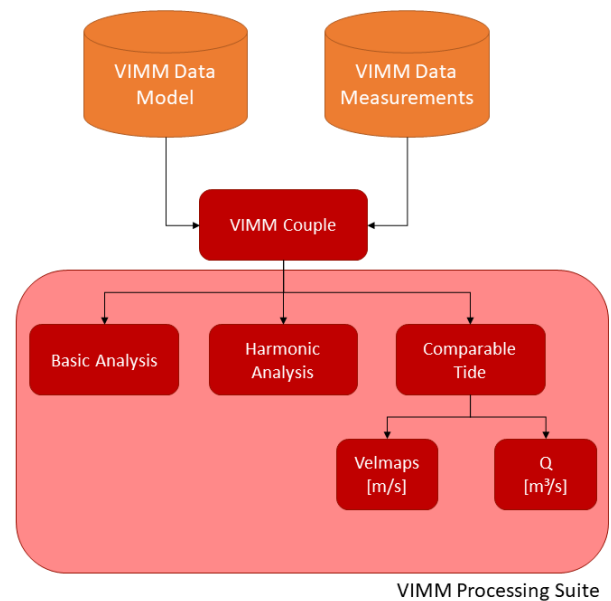 VIMM Data
Model
VIMM Data
Measurements
VIMM Couple
Basic Analysis
Harmonic
Analysis
Comparable
Tide
Velmaps
[m/s]
Q
[m³/s]
VIMM Processing Suite